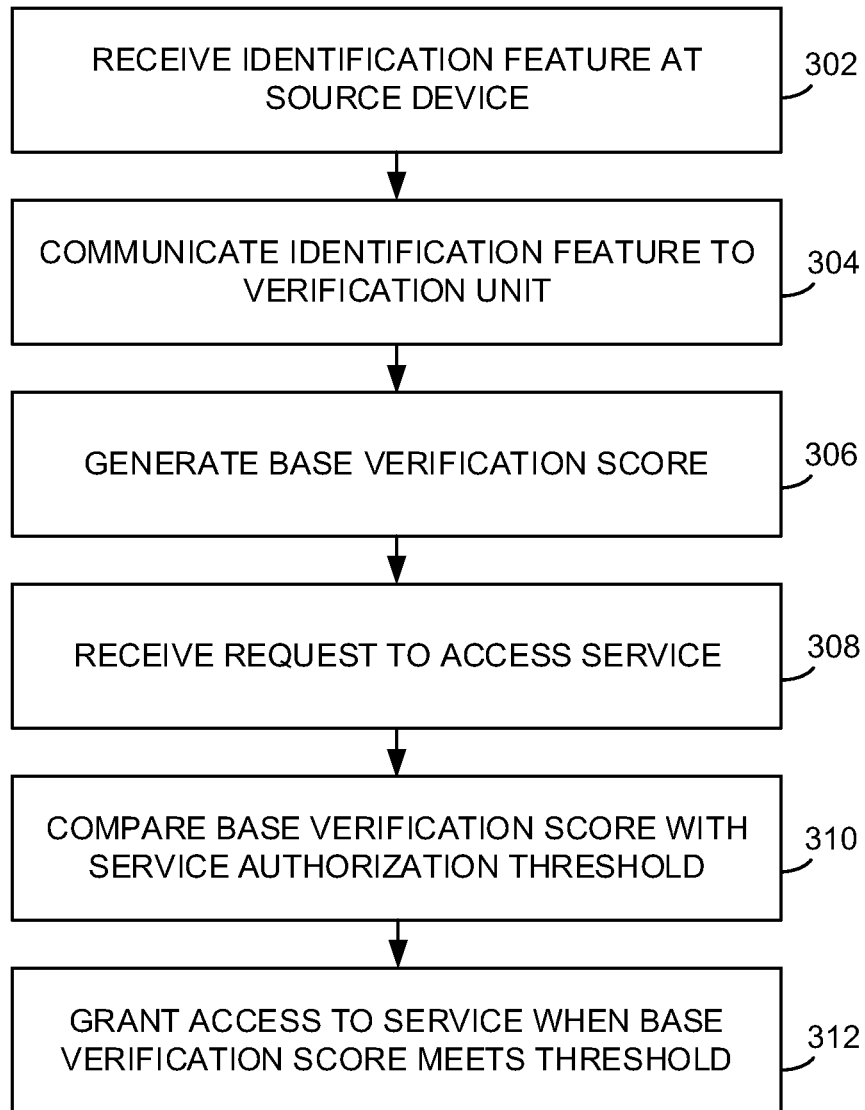 RECEIVE IDENTIFICATION FEATURE AT
SOURCE DEVICE
302
COMMUNICATE IDENTIFICATION FEATURE TO
VERIFICATION UNIT
304
GENERATE BASE VERIFICATION SCORE
306
RECEIVE REQUEST TO ACCESS SERVICE
308
COMPARE BASE VERIFICATION SCORE WITH
SERVICE AUTHORIZATION THRESHOLD
310
GRANT ACCESS TO SERVICE WHEN BASE
VERIFICATION SCORE MEETS THRESHOLD
312